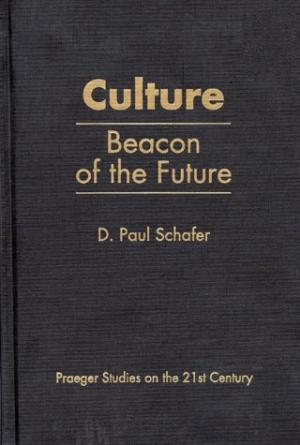 Culture
Beacon
of the Future
D. Paul Schafer
Praeger Studies on the 21st Century